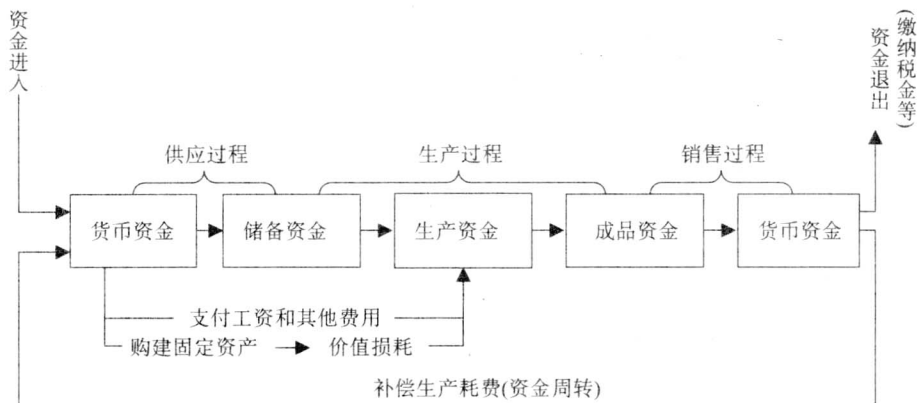 资金进入
资金退出
(缴纳税金等)
供应过程
生产过程
销售过程
货币资金
储备资金
生产资金
成品资金
货币资金
支付工资和其他费用
购建固定资产
价值损耗
补偿生产耗费(资金周转)